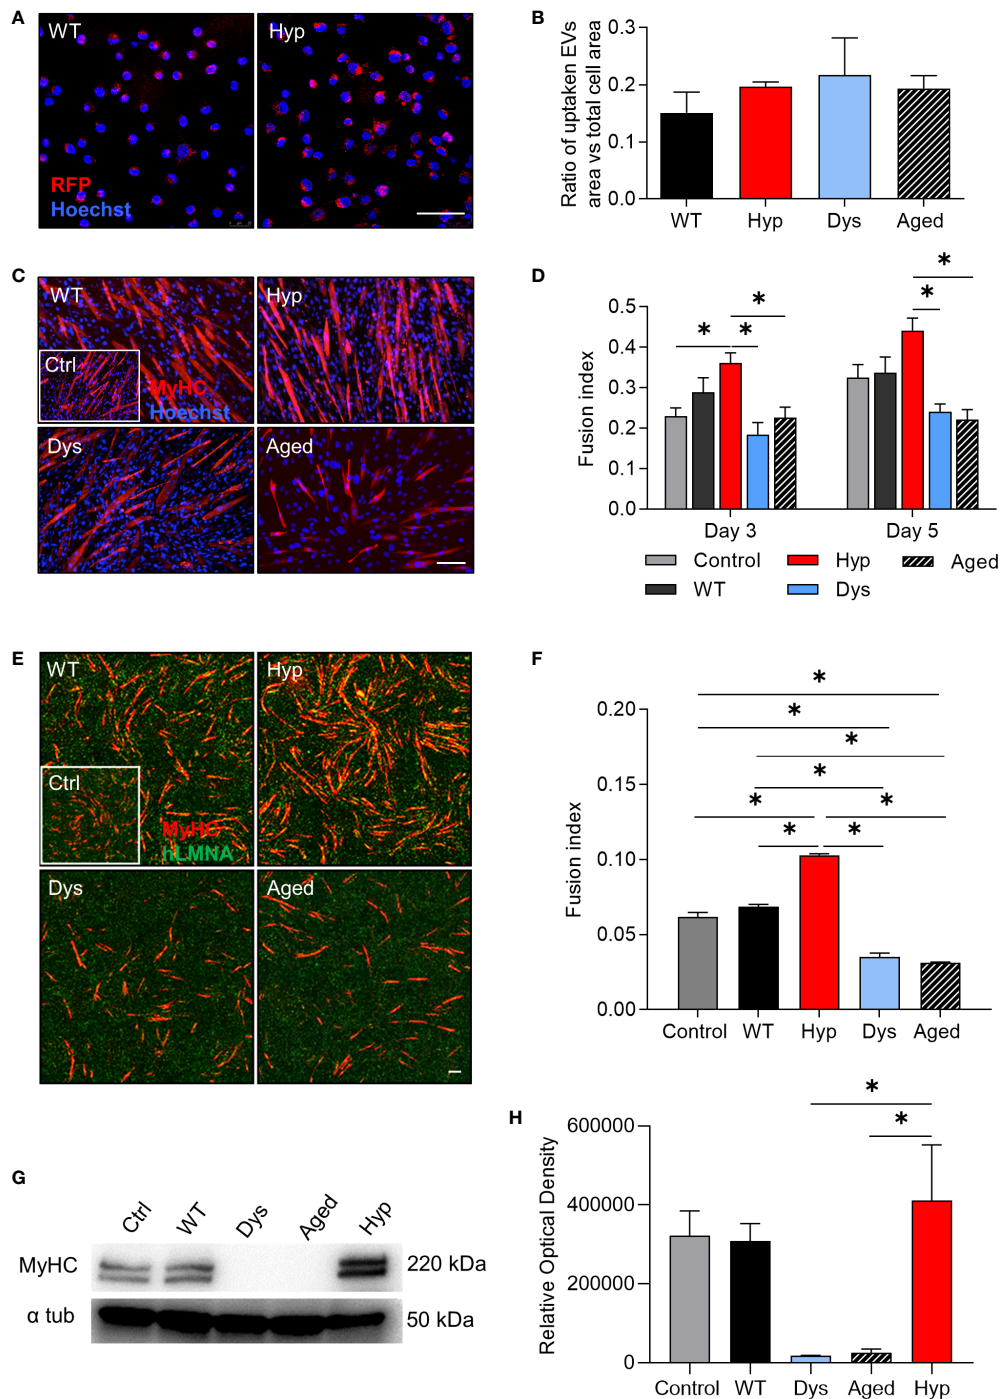 A
WT
Hyp
RFP
Hoechst
B
Ratio of uptaken EVs
area vs total cell area
0.3
0.2
0.1
0.0
WT
Hyp
Dys
Aged
C
WT
Hyp
Ctrl
MyHC
Hoechst
Dys
Aged
D
Fusion index
0.5
0.4
0.3
0.2
0.1
0.0
*
*
*
*
*
Day 3
Day 5
Control
Hyp
Aged
WT
Dys
E
WT
Hyp
Ctrl
MyHC
hLMNA
Dys
Aged
F
Fusion index
0.20
0.15
0.10
0.05
0.00
*
*
*
*
*
*
*
*
Control
WT
Hyp
Dys
Aged
G
Ctrl
WT
Dys
Aged
Hyp
MyHC
220 kDa
α tub
50 kDa
H
Relative Optical Density
600000
400000
200000
0
*
*
Control
WT
Dys
Aged
Hyp